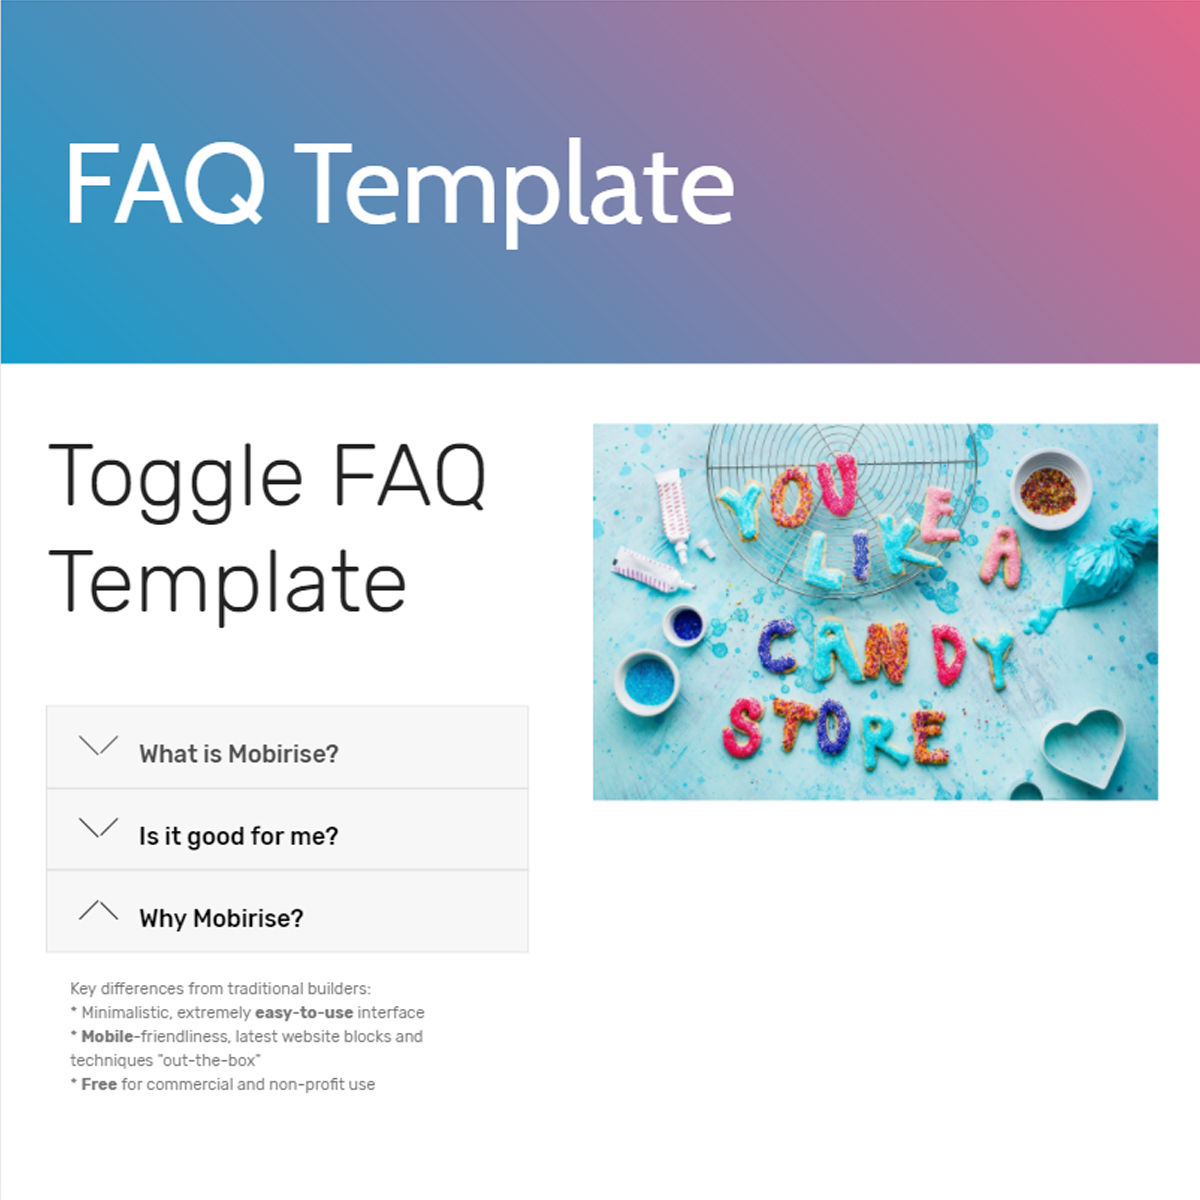 FAQ Template
Toggle FAQ
Template
What is Mobirise?
Is it good for me?
Why Mobirise?
Key differences from traditional builders:
* Minimalistic, extremely easy-to-use interface
* Mobile-friendliness, latest website blocks and
techniques "out-the-box"
* Free for commercial and non-profit use
YOU
LIKE A
CANDY
STORE